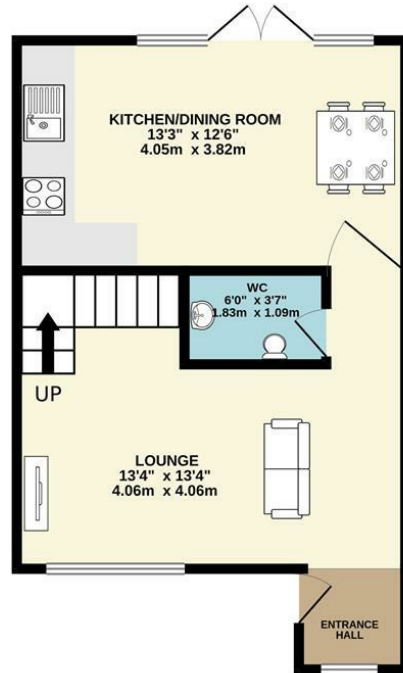 KITCHEN/DINING ROOM
13'3" x 12'6"
4.05m x 3.82m
WC
6'0" x 3'7"
1.83m x 1.09m
UP
LOUNGE
13'4" x 13'4"
4.06m x 4.06m
ENTRANCE
HALL